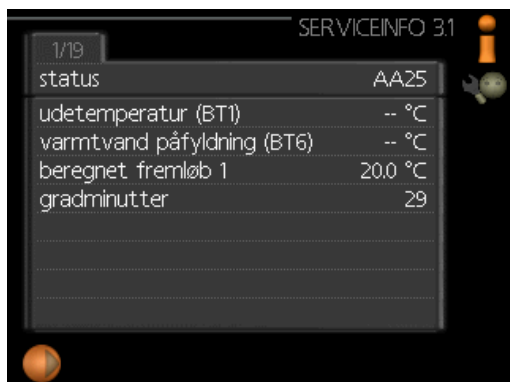 SERVICEINFO 3.1
1/19
status AA25
udetemperatur (BT1) -- °C
varmtvand påfyldning (BT6) -- °C
beregnet fremløb 1 20.0 °C
gradminutter 29